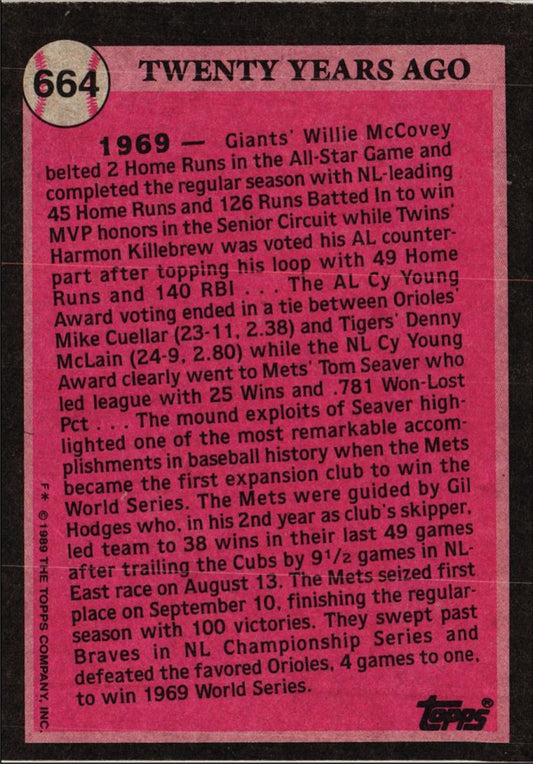 664
TWENTY YEARS AGO
1969 — Giants' Willie McCovey
belted 2 Home Runs in the All-Star Game and
completed the regular season with NL-leading
45 Home Runs and 126 Runs Batted In to win
MVP honors in the Senior Circuit while Twins'
Harmon Killebrew was voted his AL counter-
part after topping his loop with 49 Home
Runs and 140 RBI . . . The AL Cy Young
Award voting ended in a tie between Orioles'
Mike Cuellar (23-11, 2.38) and Tigers' Denny
McLain (24-9, 2.80) while the NL Cy Young
Award clearly went to Mets' Tom Seaver who
led league with 25 Wins and .781 Won-Lost
Pct . . . The mound exploits of Seaver high-
lighted one of the most remarkable accom-
plishments in baseball history when the Mets
became the first expansion club to win the
World Series. The Mets were guided by Gil
Hodges who, in his 2nd year as club's skipper,
led team to 38 wins in their last 49 games
after trailing the Cubs by 9 1/2 games in NL-
East race on August 13. The Mets seized first
place on September 10, finishing the regular-
season with 100 victories. They swept past
Braves in NL Championship Series and
defeated the favored Orioles, 4 games to one,
to win 1969 World Series.
F* © 1989 THE TOPPS COMPANY, INC.
topps®